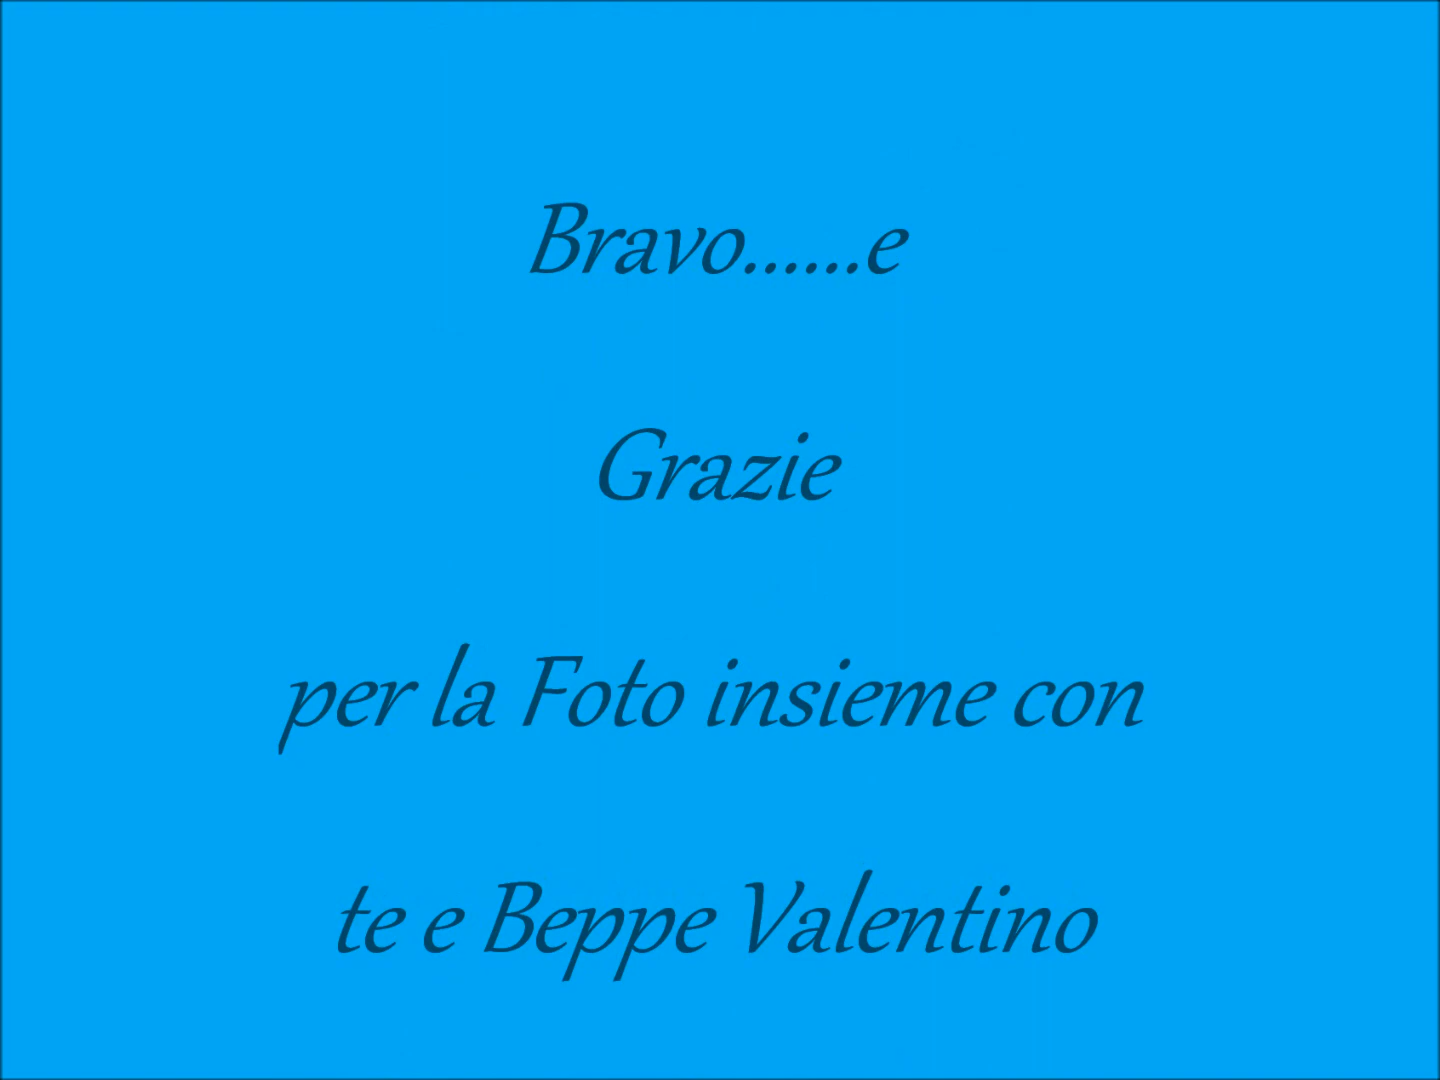 Bravo......e
Grazie
per la Foto insieme con
te e Beppe Valentino